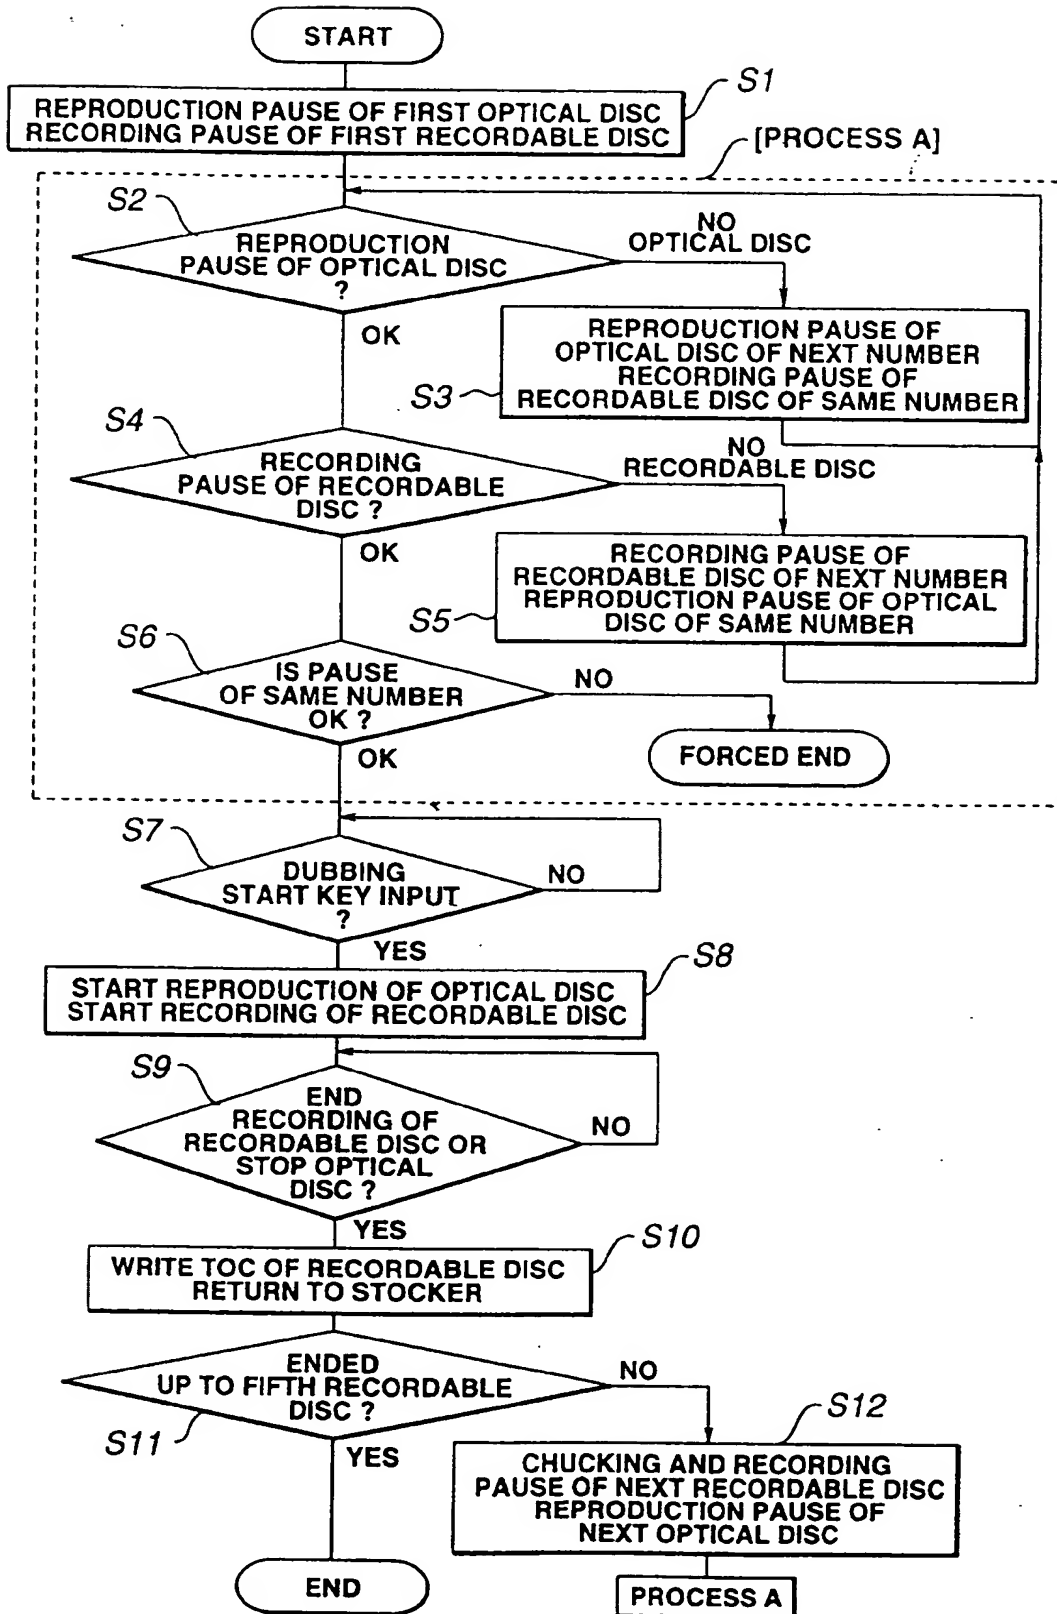 START
S1
REPRODUCTION PAUSE OF FIRST OPTICAL DISC
RECORDING PAUSE OF FIRST RECORDABLE DISC
[PROCESS A]
S2
REPRODUCTION
PAUSE OF OPTICAL DISC
?
NO
OPTICAL DISC
OK
REPRODUCTION PAUSE OF
OPTICAL DISC OF NEXT NUMBER
RECORDING PAUSE OF
RECORDABLE DISC OF SAME NUMBER
S3
S4
RECORDING
PAUSE OF RECORDABLE
DISC ?
NO
RECORDABLE DISC
OK
RECORDING PAUSE OF
RECORDABLE DISC OF NEXT NUMBER
REPRODUCTION PAUSE OF OPTICAL
DISC OF SAME NUMBER
S5
S6
IS PAUSE
OF SAME NUMBER
OK ?
NO
OK
FORCED END
S7
DUBBING
START KEY INPUT
?
NO
YES
S8
START REPRODUCTION OF OPTICAL DISC
START RECORDING OF RECORDABLE DISC
S9
END
RECORDING OF
RECORDABLE DISC OR
STOP OPTICAL
DISC ?
NO
YES
S10
WRITE TOC OF RECORDABLE DISC
RETURN TO STOCKER
ENDED
UP TO FIFTH RECORDABLE
DISC ?
NO
S11
YES
S12
CHUCKING AND RECORDING
PAUSE OF NEXT RECORDABLE DISC
REPRODUCTION PAUSE OF
NEXT OPTICAL DISC
END
PROCESS A